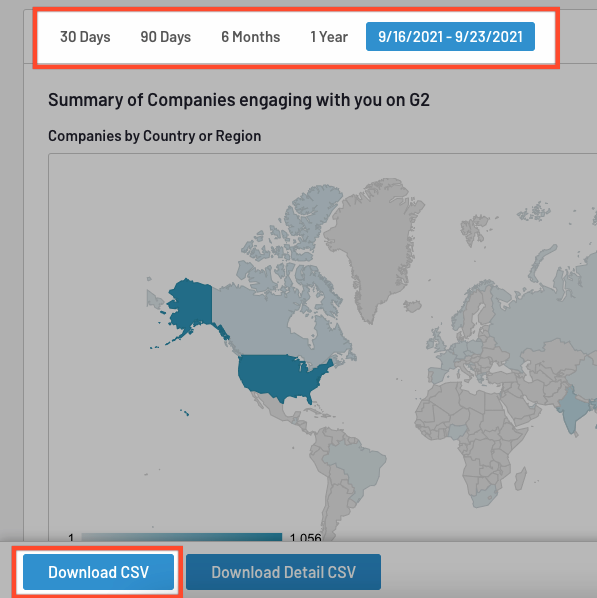 30 Days 90 Days 6 Months 1 Year 9/16/2021 - 9/23/2021
Summary of Companies engaging with you on G2
Companies by Country or Region
1 1,056
Download CSV Download Detail CSV